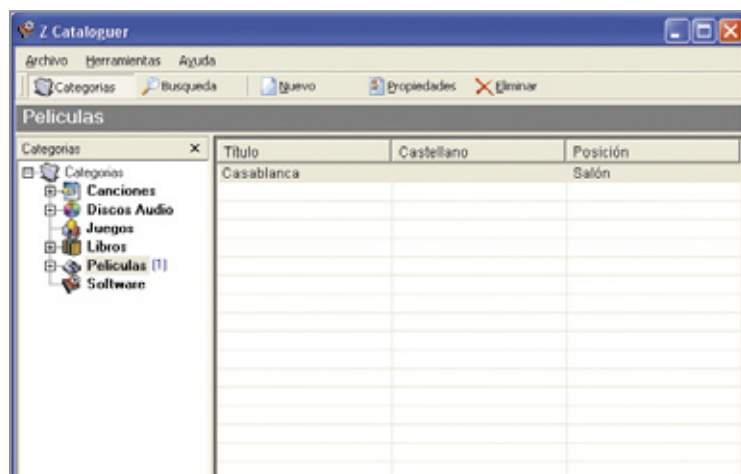 Z Cataloguer
Archivo Herramientas Ayuda
Categorias Busqueda Nuevo Propiedades Eliminar
Peliculas
Categorias x
Título Castellano Posición
Casablanca Salón
Categorias
Canciones
Discos Audio
Juegos
Libros
Peliculas [1]
Software